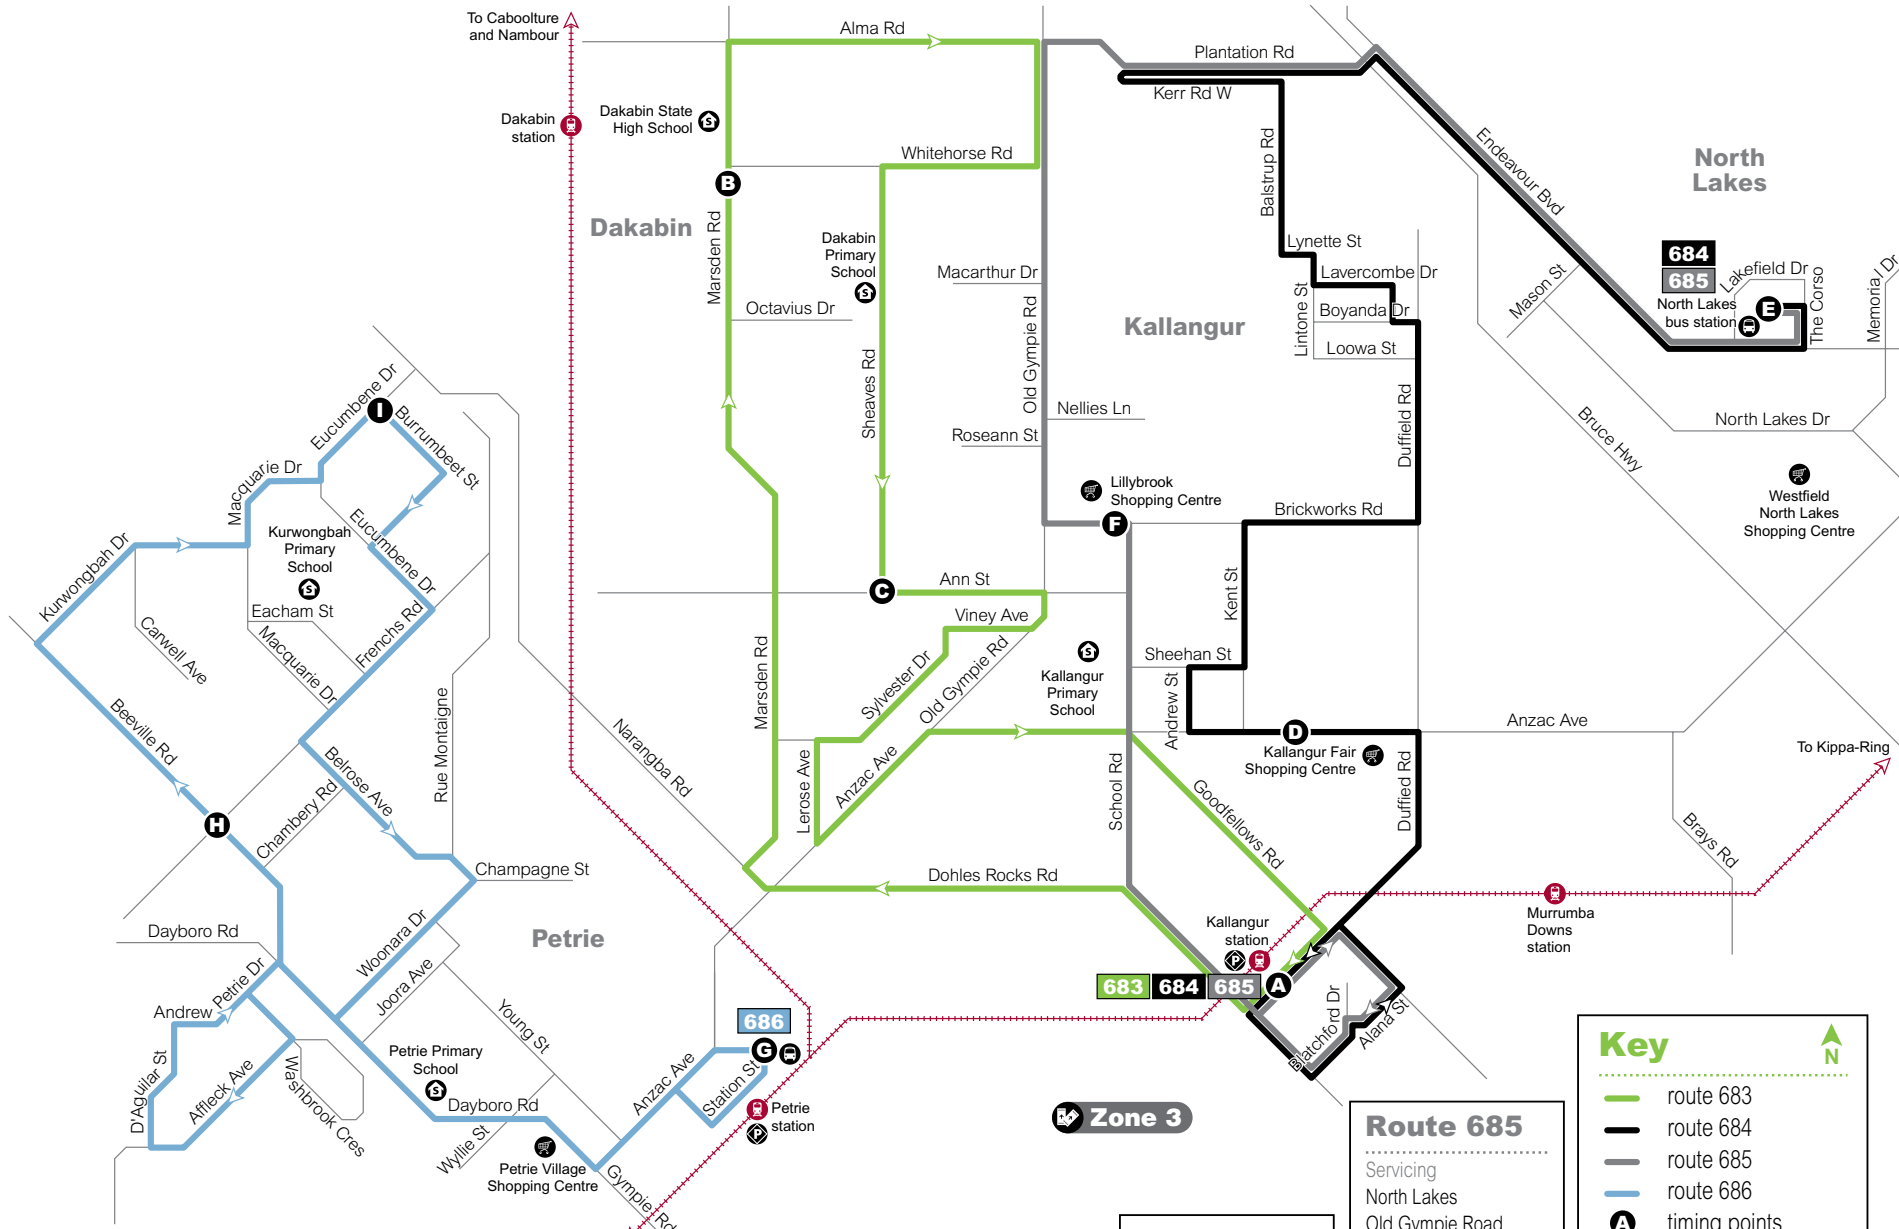 To Caboolture
and Nambour
Alma Rd
Plantation Rd
Kerr Rd W
Dakabin
station
Dakabin State
High School
Whitehorse Rd
Balstrup Rd
Endeavour Bvd
North
Lakes
B
Dakabin
Marsden Rd
Dakabin
Primary
School
Macarthur Dr
Old Gympie Rd
Kallangur
Lynette St
Lavercombe Dr
Lintone St
Boyanda Dr
Loowa St
Mason St
684
685
Lakefield Dr
North Lakes
bus station
E
The Corso
Memorial Dr
Octavius Dr
Sheaves Rd
Nellies Ln
Roseann St
Duffield Rd
Bruce Hwy
North Lakes Dr
Westfield
North Lakes
Shopping Centre
Eucumbene Dr
I
Burrumbeet St
Macquarie Dr
Kurwongbah
Primary
School
Eucumbene Dr
Kurwongbah Dr
Eacham St
Carwell Ave
Macquarie Dr
Frenchs Rd
Lillybrook
Shopping Centre
F
Brickworks Rd
C
Ann St
Viney Ave
Kent St
Sylvester Dr
Old Gympie Rd
Kallangur
Primary
School
Sheehan St
Andrew St
D
Kallangur Fair
Shopping Centre
Anzac Ave
To Kippa-Ring
Beeville Rd
Rue Montaigne
Belrose Ave
Chambery Rd
H
Narangba Rd
Marsden Rd
Lerose Ave
Anzac Ave
School Rd
Goodfellows Rd
Duffied Rd
Brays Rd
Champagne St
Dohles Rocks Rd
Dayboro Rd
Woonara Dr
Petrie
Joora Ave
Kallangur
station
P
Murrumba
Downs
station
683
684
685
A
Petrie Dr
Andrew
D'Aguilar St
Affleck Ave
Washbrook Cres
Young St
686
G
Petrie Primary
School
Dayboro Rd
Wyllie St
Anzac Ave
Station St
Petrie
station
P
Petrie Village
Shopping Centre
Gympie Rd
Blatchford Dr
Alana St
Zone 3
Route 685
Servicing
North Lakes
Old Gympie Road
Key
N
route 683
route 684
route 685
route 686
A
timing points